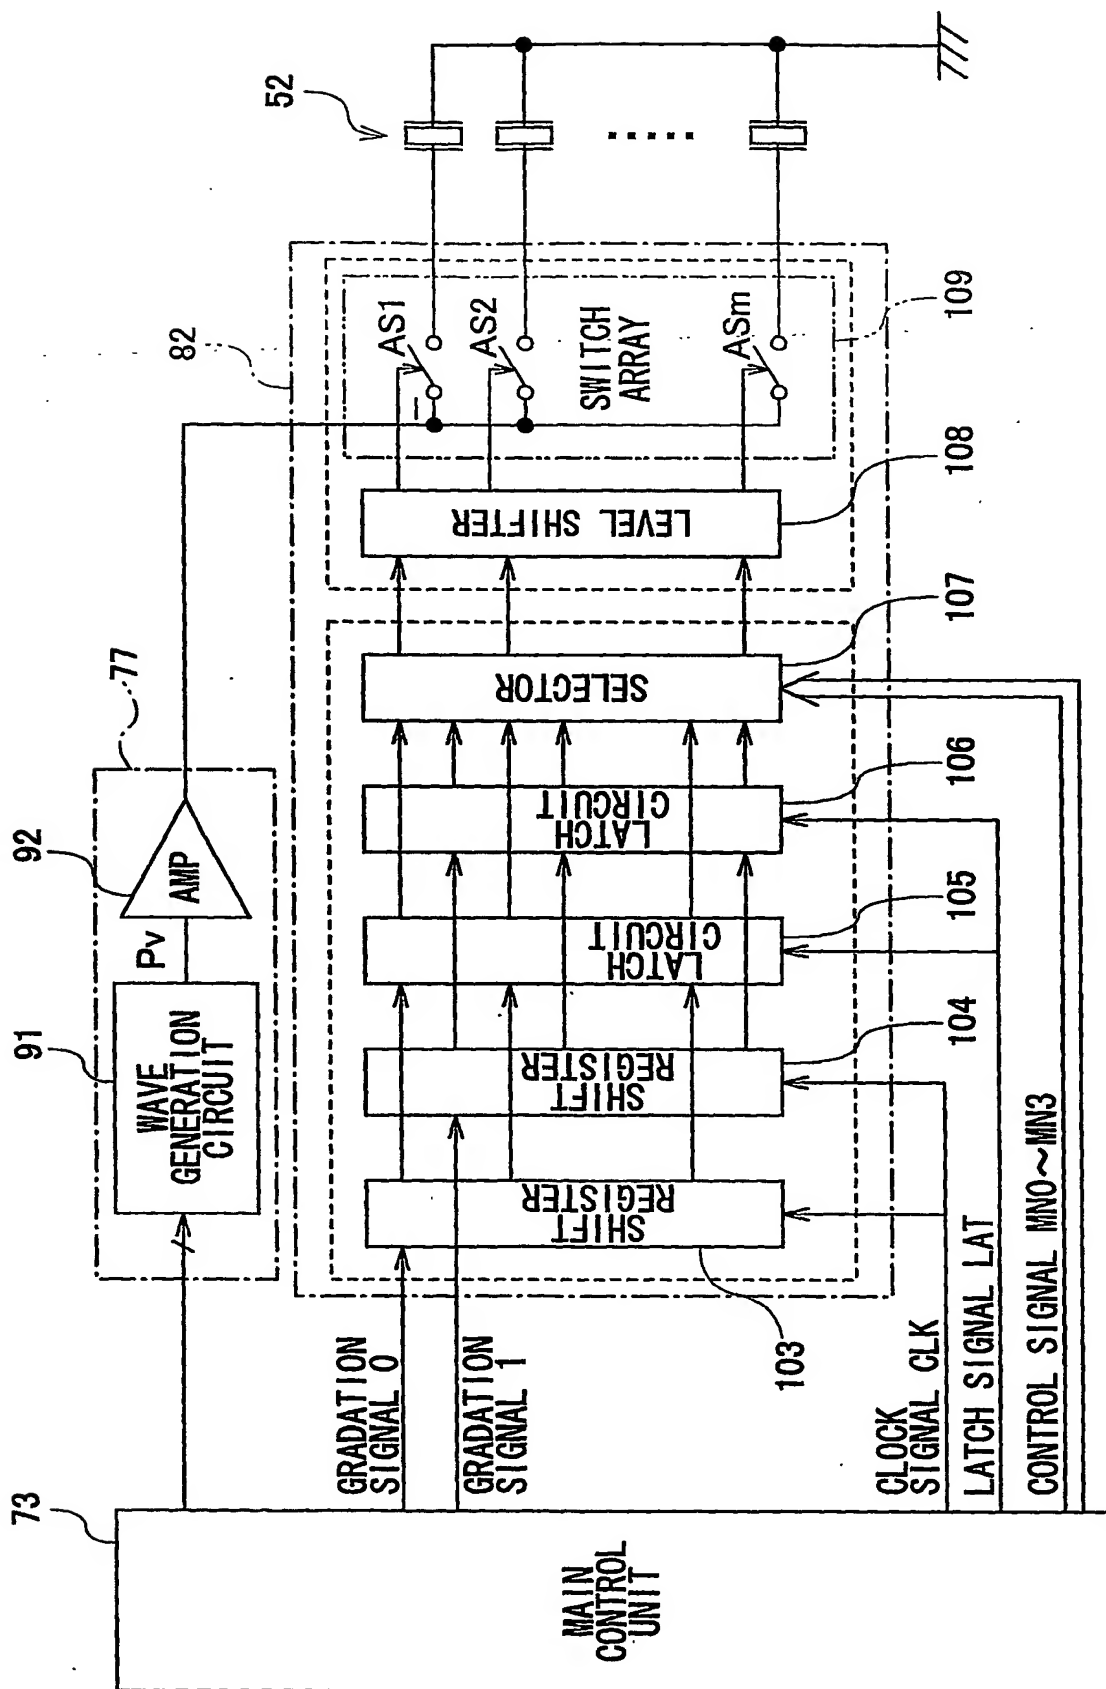 73
MAIN
CONTROL
UNIT
77
91
WAVE
GENERATION
CIRCUIT
Pv
92
AMP
82
52
GRADATION
SIGNAL 0
GRADATION
SIGNAL 1
SHIFT
REGISTER
103
SHIFT
REGISTER
104
LATCH
CIRCUIT
105
LATCH
CIRCUIT
106
SELECTOR
107
LEVEL SHIFTER
108
AS1
AS2
SWITCH
ARRAY
ASm
109
CLOCK
SIGNAL CLK
LATCH SIGNAL LAT
CONTROL SIGNAL MN0~MN3